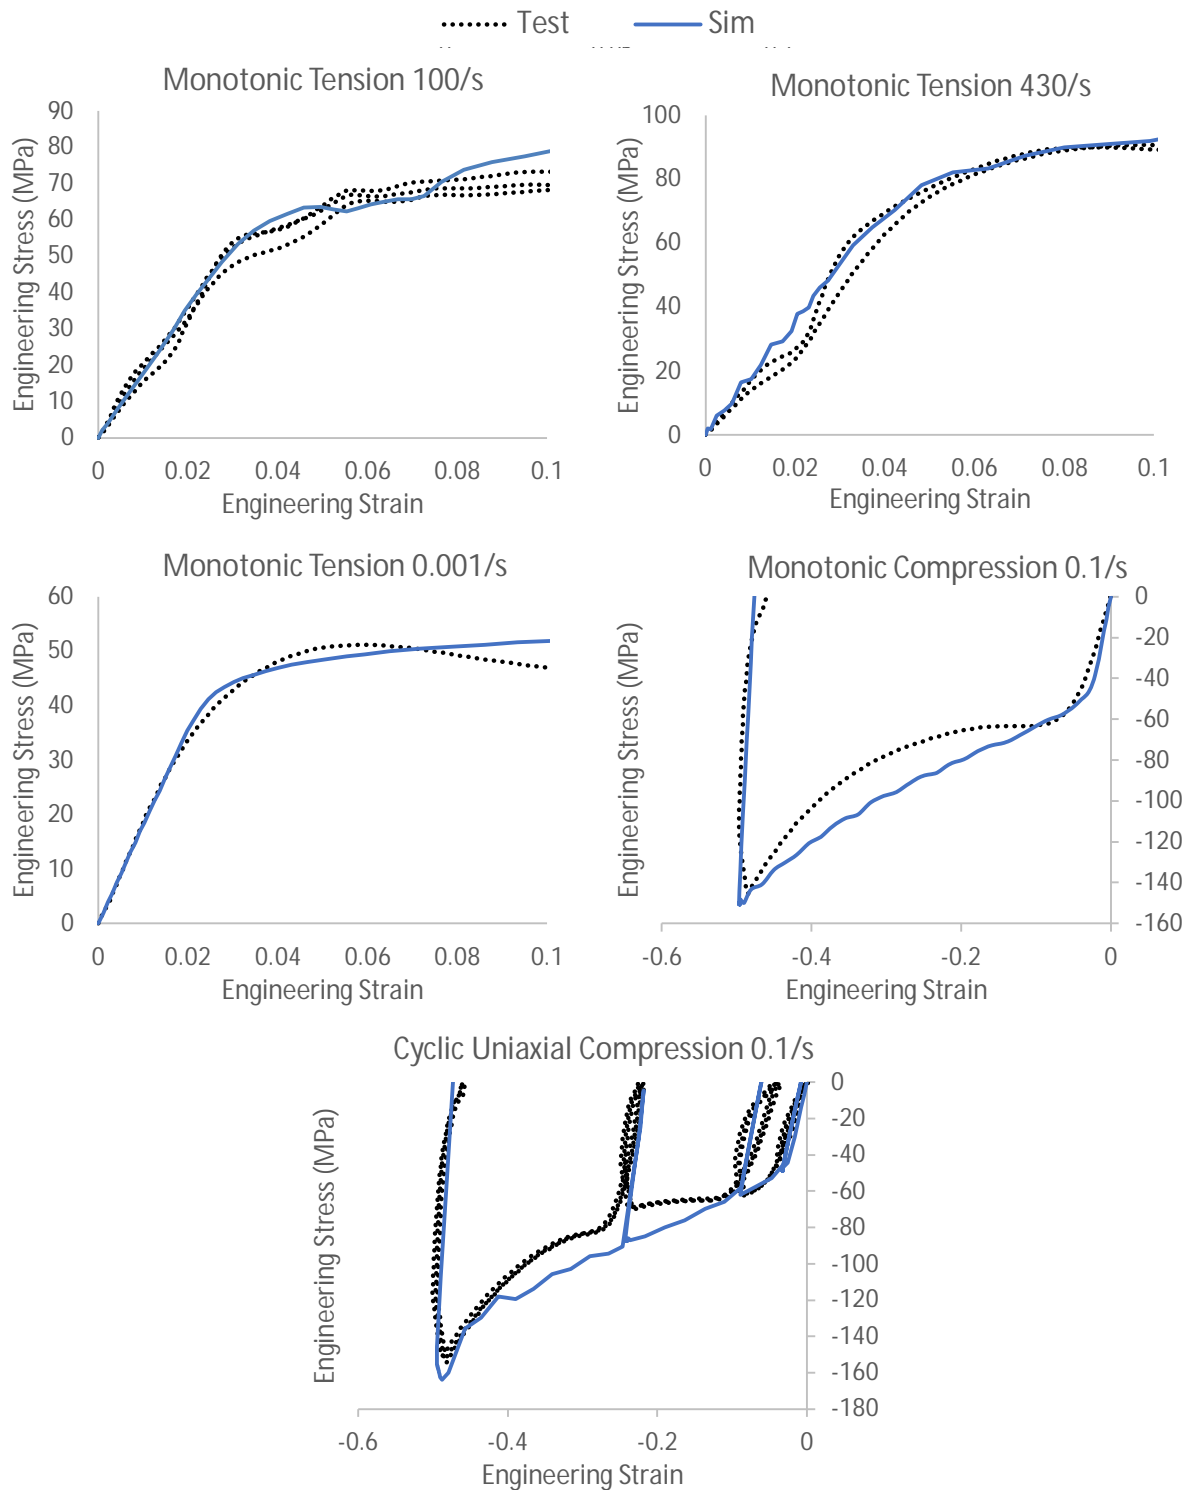 Test Sim
Monotonic Tension 100/s
Engineering Stress (MPa)
90
80
70
60
50
40
30
20
10
0
0 0.02 0.04 0.06 0.08 0.1
Engineering Strain
Monotonic Tension 430/s
Engineering Stress (MPa)
100
80
60
40
20
0
0 0.02 0.04 0.06 0.08 0.1
Engineering Strain
Monotonic Tension 0.001/s
Engineering Stress (MPa)
60
50
40
30
20
10
0
0 0.02 0.04 0.06 0.08 0.1
Engineering Strain
Monotonic Compression 0.1/s
Engineering Stress (MPa)
0
-20
-40
-60
-80
-100
-120
-140
-160
-0.6 -0.4 -0.2 0
Engineering Strain
Cyclic Uniaxial Compression 0.1/s
Engineering Stress (MPa)
0
-20
-40
-60
-80
-100
-120
-140
-160
-180
-0.6 -0.4 -0.2 0
Engineering Strain